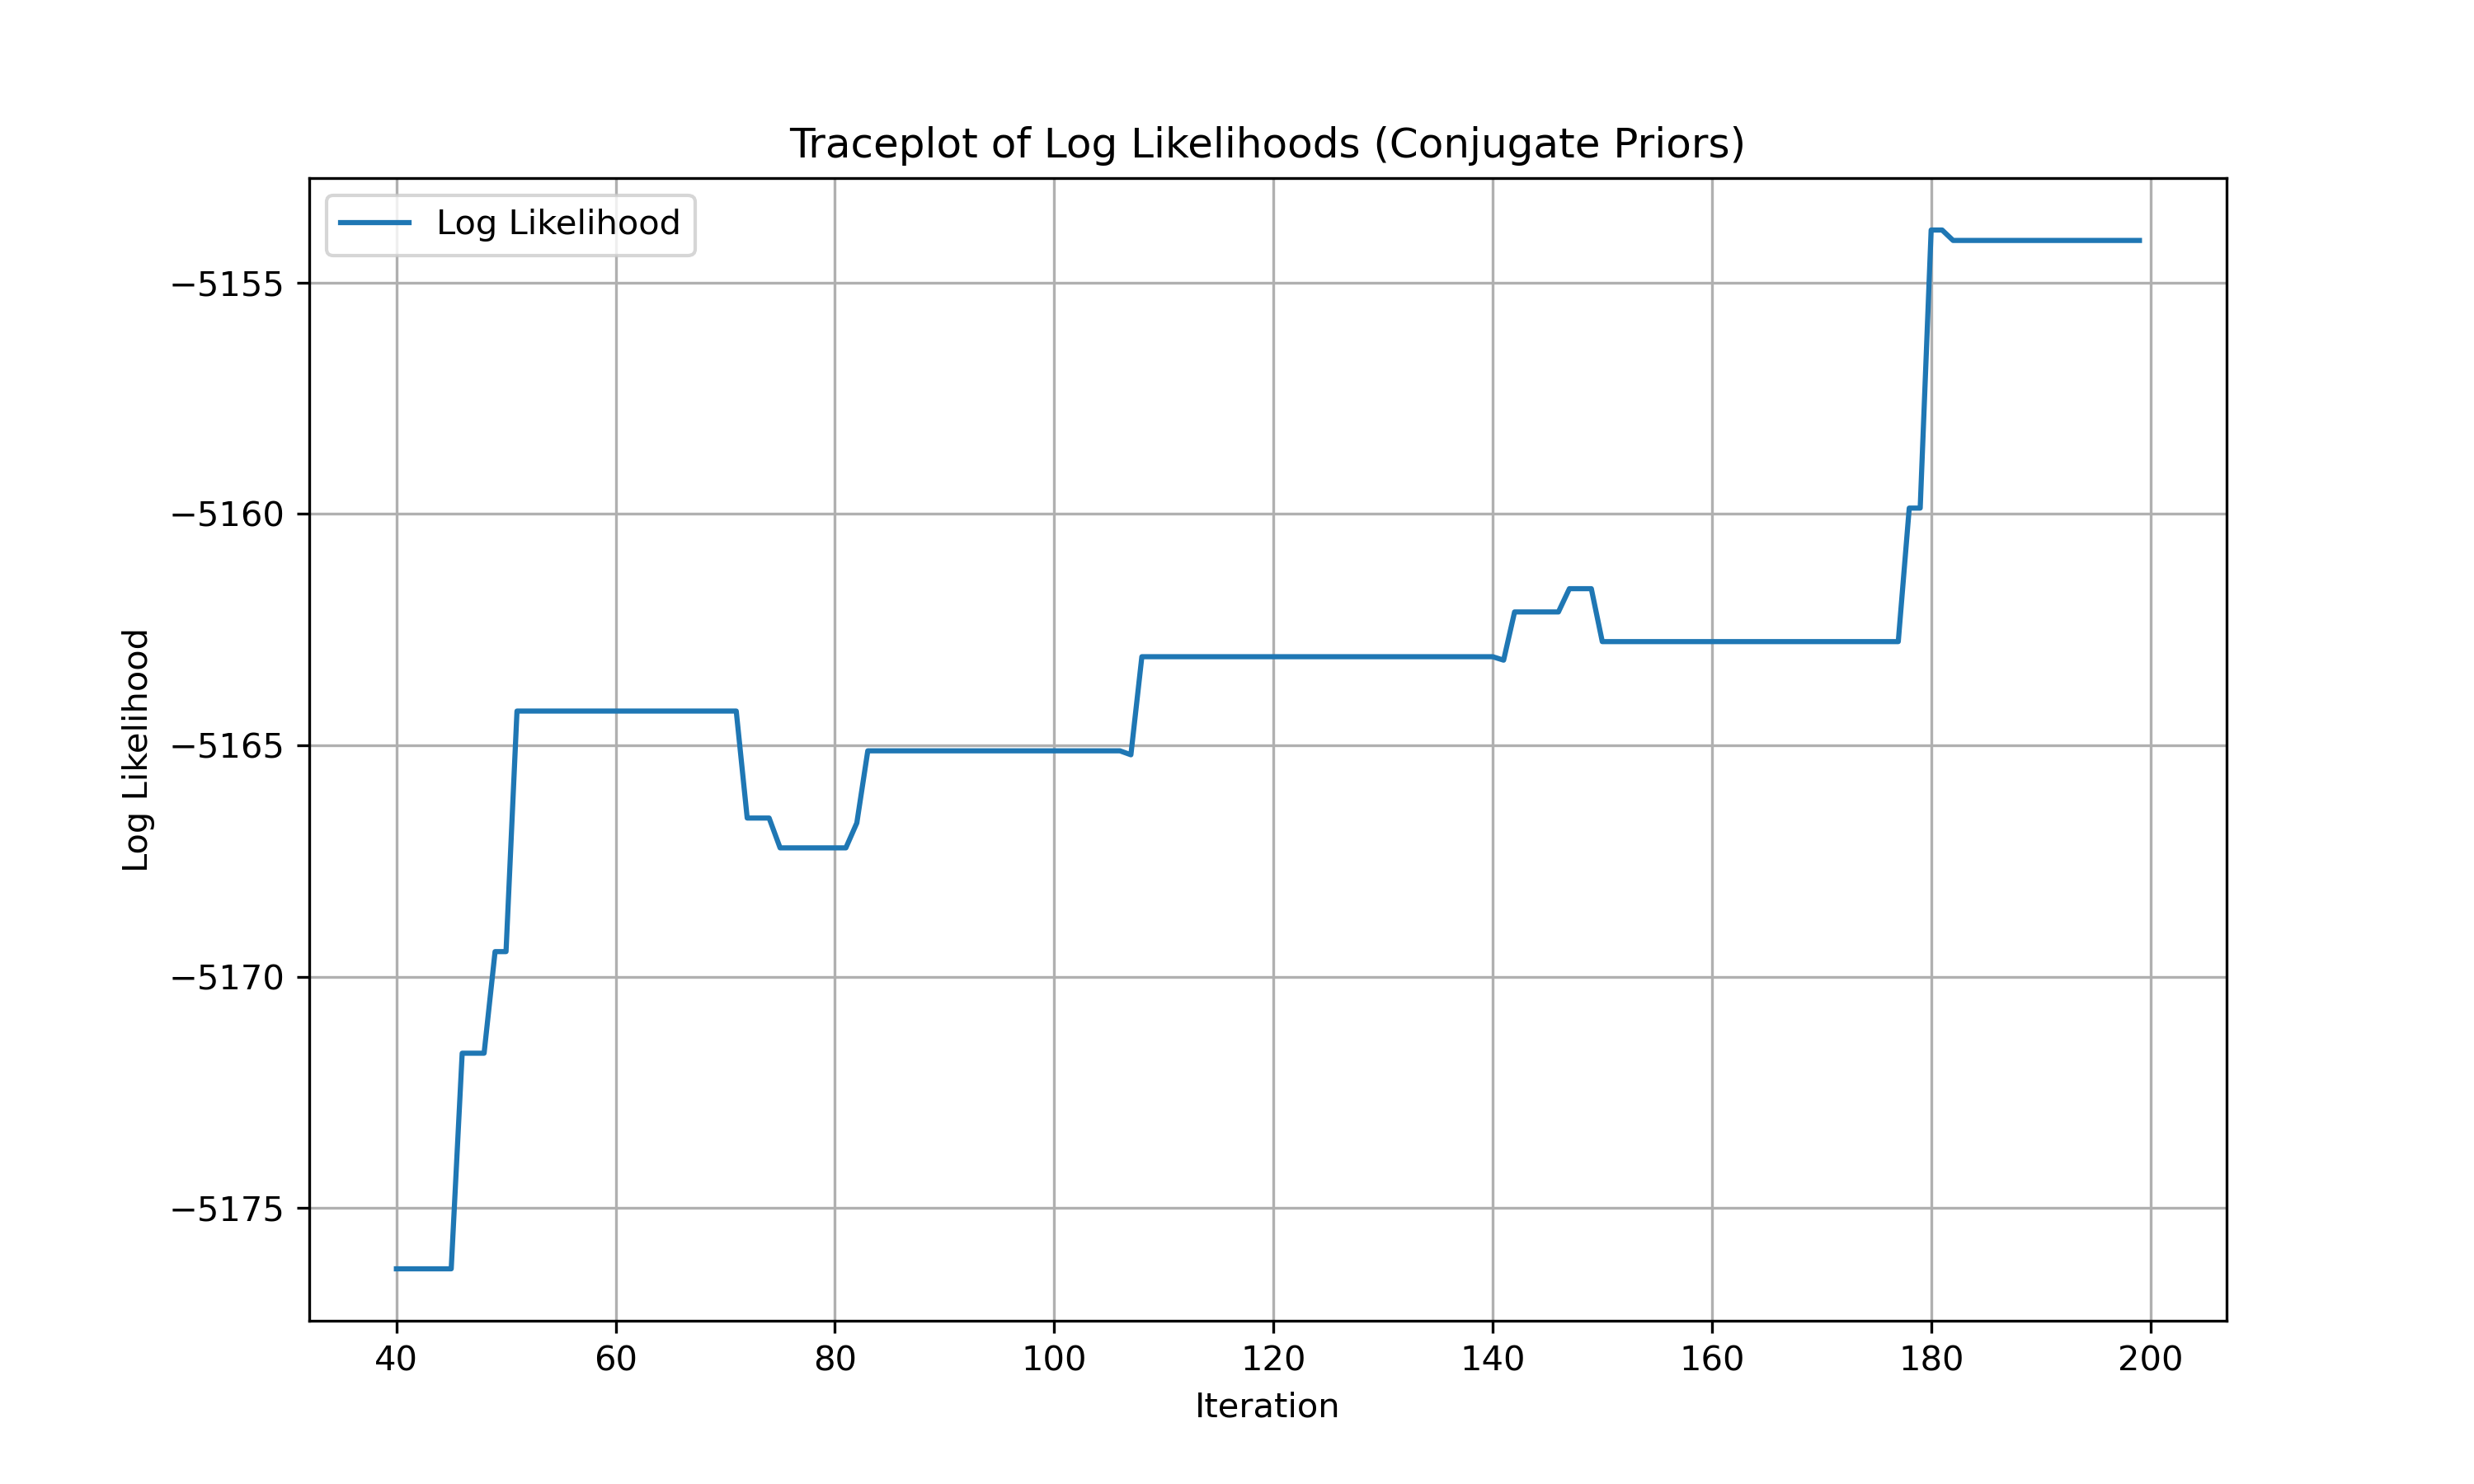 Traceplot of Log Likelihoods (Conjugate Priors)
Log Likelihood
−5155
−5160
−5165
−5170
−5175
Log Likelihood
40 60 80 100 120 140 160 180 200
Iteration